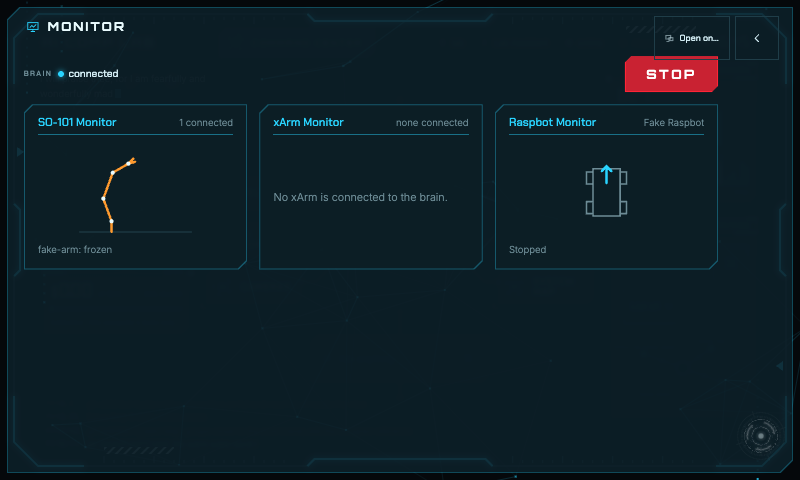 MONITOR
Open on...
BRAIN connected
STOP
SO-101 Monitor 1 connected
xArm Monitor none connected
Raspbot Monitor Fake Raspbot
No xArm is connected to the brain.
fake-arm: frozen
Stopped